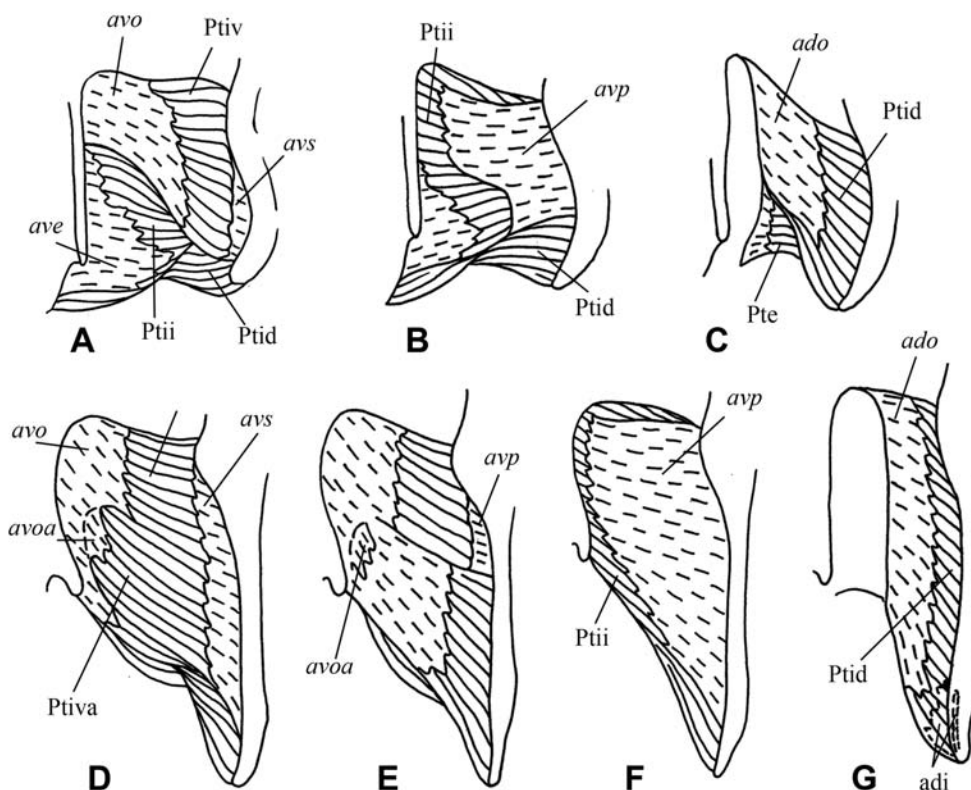 avo
Ptiv
avs
ave
Ptii
Ptid
A
Ptii
avp
Ptid
B
ado
Ptid
Pte
C
avo
avs
avoa
Ptiva
D
avp
avoa
E
avp
Ptii
F
ado
Ptid
adi
G